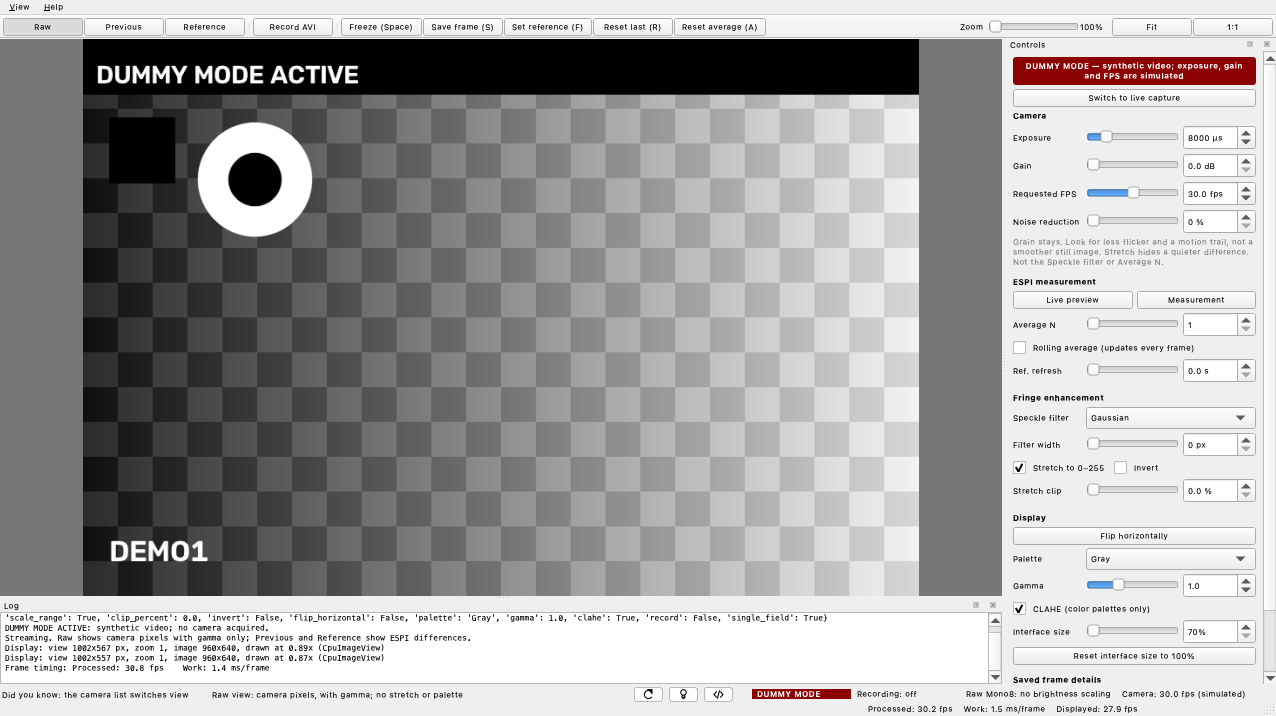 View Help
Raw Previous Reference Record AVI Freeze (Space) Save frame (S) Set reference (F) Reset last (R) Reset average (A) Zoom 100% Fit 1:1
DUMMY MODE ACTIVE
DEMO1
Controls
DUMMY MODE — synthetic video; exposure, gain
and FPS are simulated
Switch to live capture
Camera
Exposure 8000 µs
Gain 0.0 dB
Requested FPS 30.0 fps
Noise reduction 0 %
Grain stays. Look for less flicker and a motion trail, not a
smoother still image. Stretch hides a quieter difference.
Not the Speckle filter or Average N.
ESPI measurement
Live preview Measurement
Average N 1
Rolling average (updates every frame)
Ref. refresh 0.0 s
Fringe enhancement
Speckle filter Gaussian
Filter width 0 px
Stretch to 0–255 Invert
Stretch clip 0.0 %
Display
Flip horizontally
Palette Gray
Gamma 1.0
CLAHE (color palettes only)
Interface size 70%
Reset interface size to 100%
Saved frame details
Log
'scale_range': True, 'clip_percent': 0.0, 'invert': False, 'flip_horizontal': False, 'palette': 'Gray', 'gamma': 1.0, 'clahe': True, 'record': False, 'single_field': True}
DUMMY MODE ACTIVE: synthetic video; no camera acquired.
Streaming. Raw shows camera pixels with gamma only; Previous and Reference show ESPI differences.
Display: view 1002x567 px, zoom 1, image 960x640, drawn at 0.89x (CpuImageView)
Display: view 1002x557 px, zoom 1, image 960x640, drawn at 0.87x (CpuImageView)
Frame timing: Processed: 30.8 fps Work: 1.4 ms/frame
Did you know: the camera list switches view Raw view: camera pixels, with gamma; no stretch or palette DUMMY MODE Recording: off Raw Mono8: no brightness scaling Camera: 30.0 fps (simulated)
Processed: 30.2 fps Work: 1.5 ms/frame Displayed: 27.9 fps